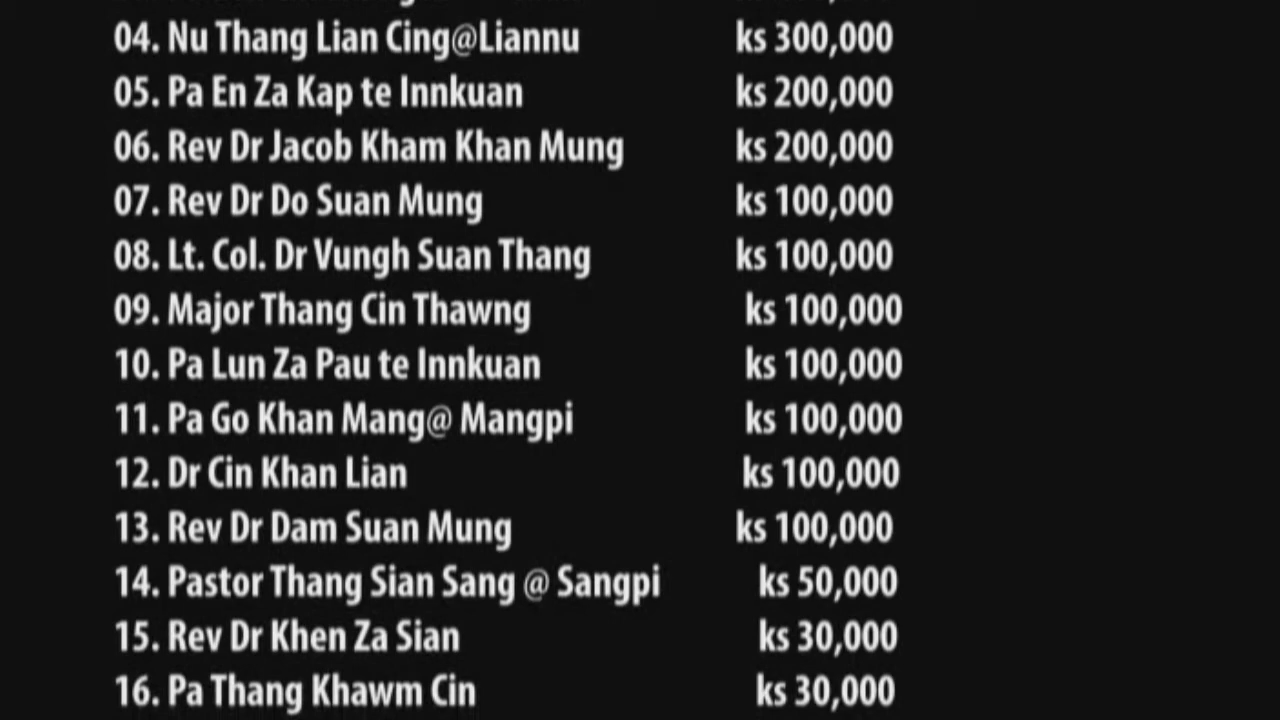 04. Nu Thang Lian Cing@Liannu ks 300,000
05. Pa En Za Kap te Innkuan ks 200,000
06. Rev Dr Jacob Kham Khan Mung ks 200,000
07. Rev Dr Do Suan Mung ks 100,000
08. Lt. Col. Dr Vungh Suan Thang ks 100,000
09. Major Thang Cin Thawng ks 100,000
10. Pa Lun Za Pau te Innkuan ks 100,000
11. Pa Go Khan Mang@ Mangpi ks 100,000
12. Dr Cin Khan Lian ks 100,000
13. Rev Dr Dam Suan Mung ks 100,000
14. Pastor Thang Sian Sang @ Sangpi ks 50,000
15. Rev Dr Khen Za Sian ks 30,000
16. Pa Thang Khawm Cin ks 30,000